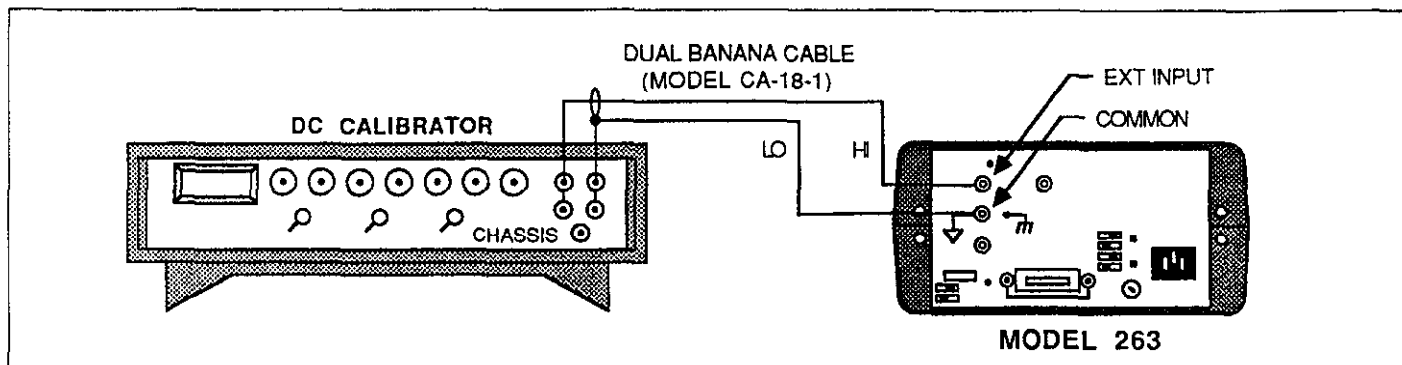 DUAL BANANA CABLE
(MODEL CA-18-1)
EXT INPUT
COMMON
DC CALIBRATOR
LO
HI
CHASSIS
MODEL 263